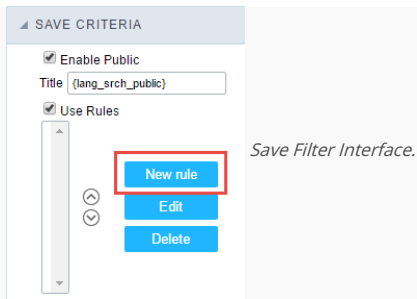 SAVE CRITERIA
Enable Public
Title {lang_srch_public}
Use Rules
New rule
Save Filter Interface.
Edit
Delete